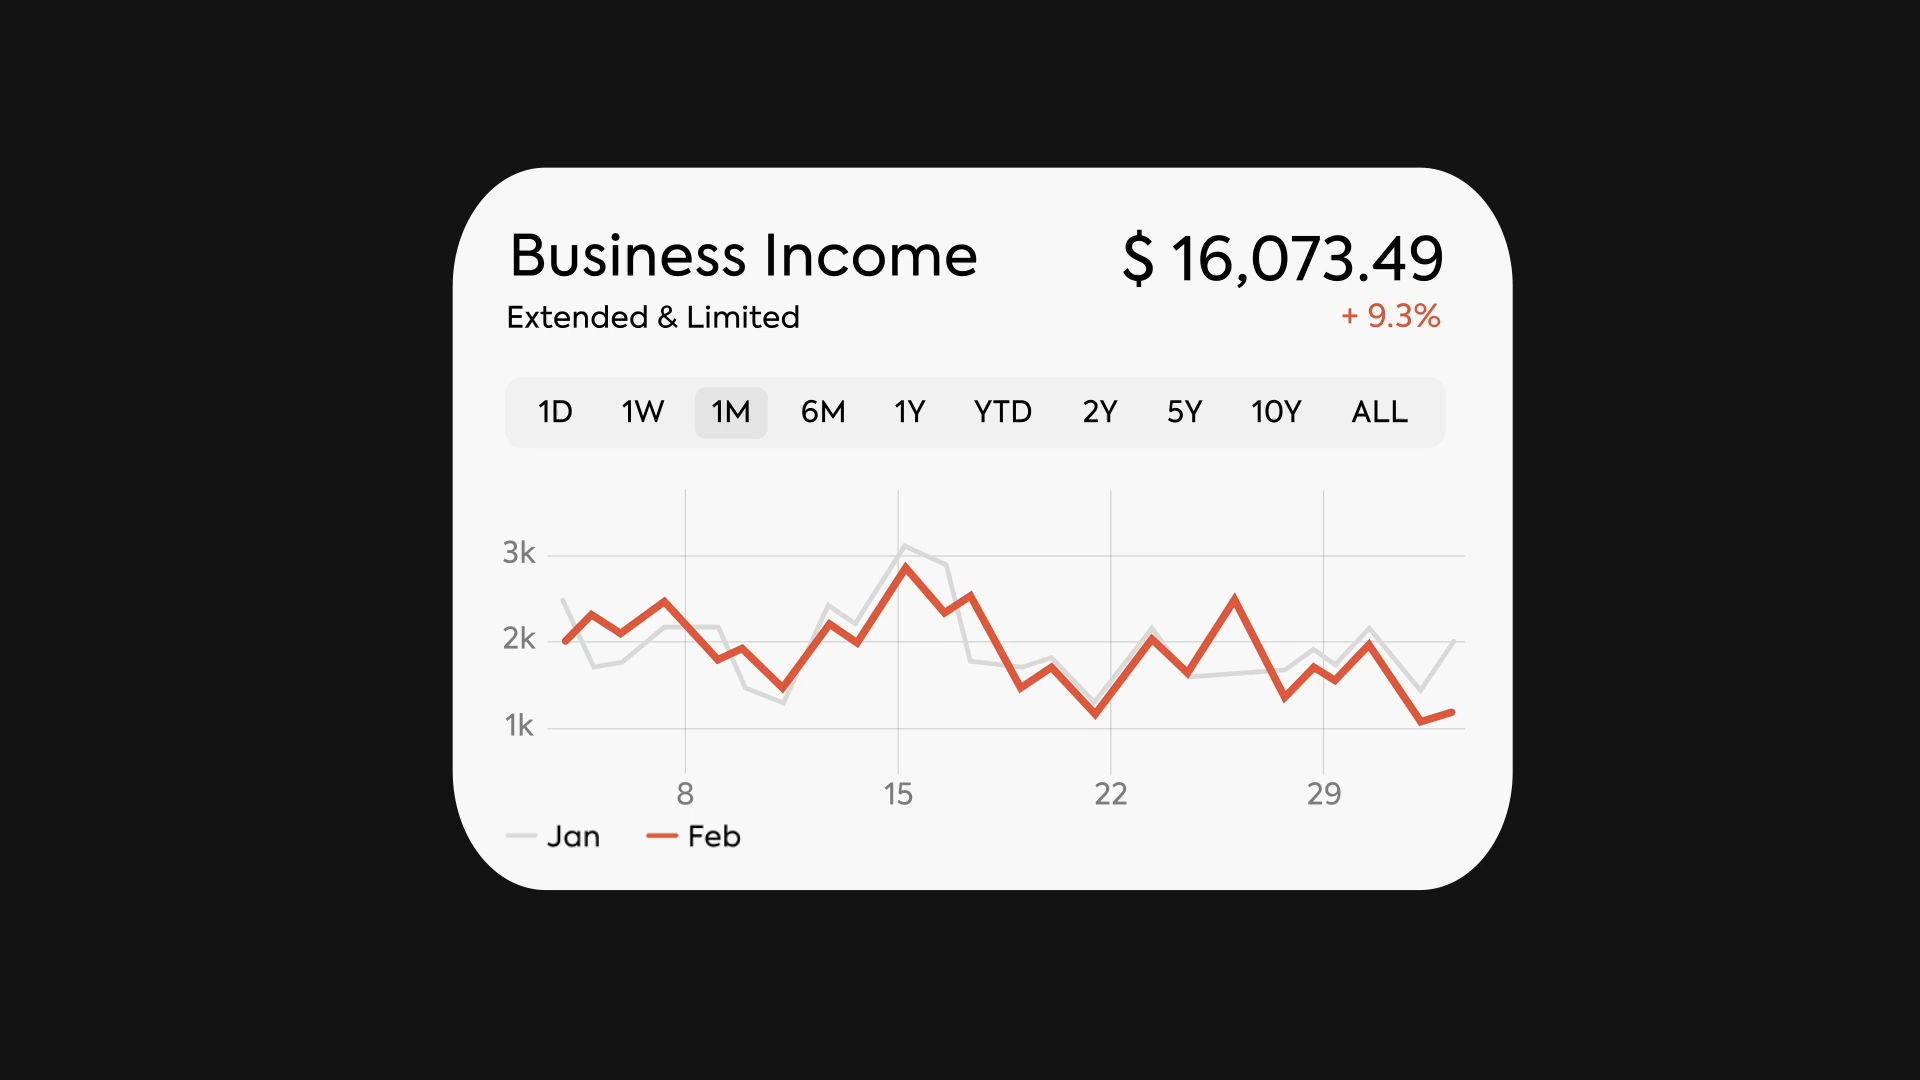 Business Income
$ 16,073.49
Extended & Limited
+ 9.3%
1D 1W 1M 6M 1Y YTD 2Y 5Y 10Y ALL
3k
2k
1k
8 15 22 29
Jan Feb